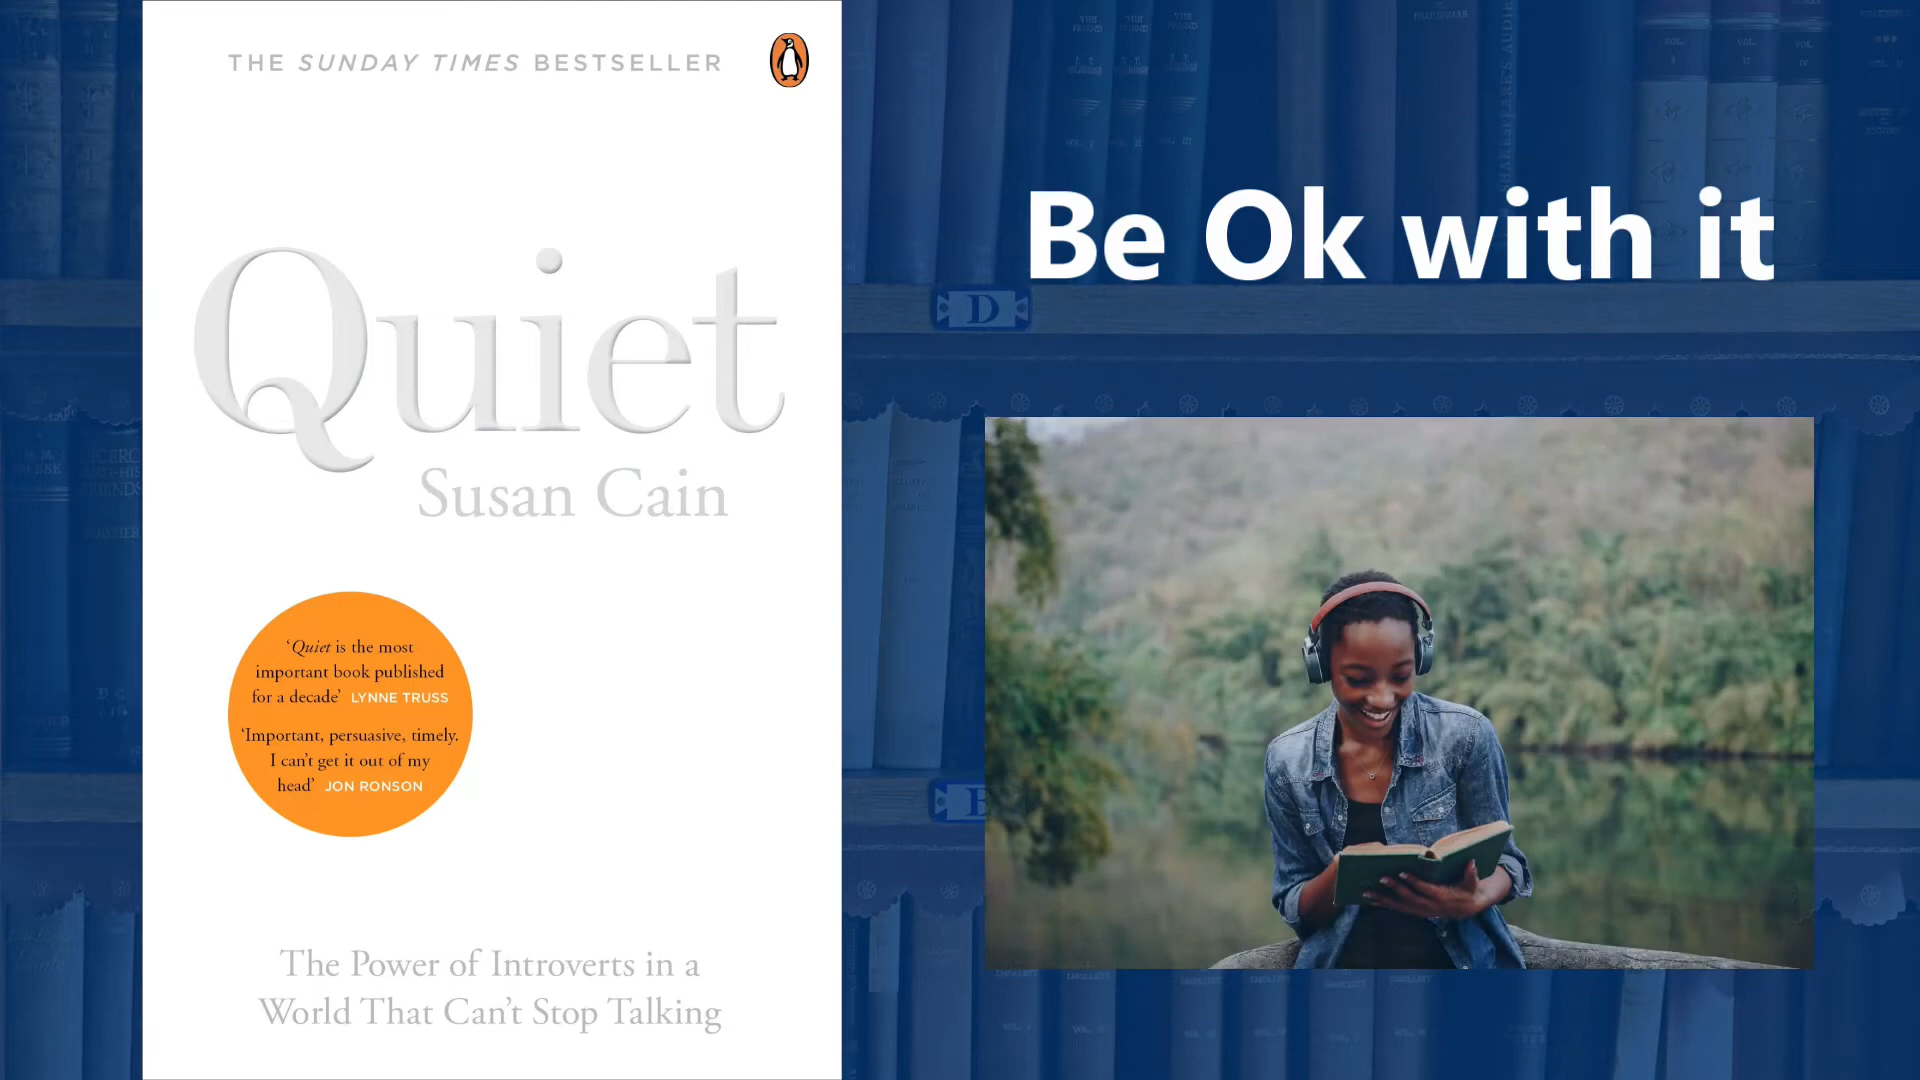 THE SUNDAY TIMES BESTSELLER
Quiet
Susan Cain
‘Quiet is the most
important book published
for a decade’ LYNNE TRUSS
‘Important, persuasive, timely.
I can’t get it out of my
head’ JON RONSON
The Power of Introverts in a
World That Can’t Stop Talking
Be Ok with it
D